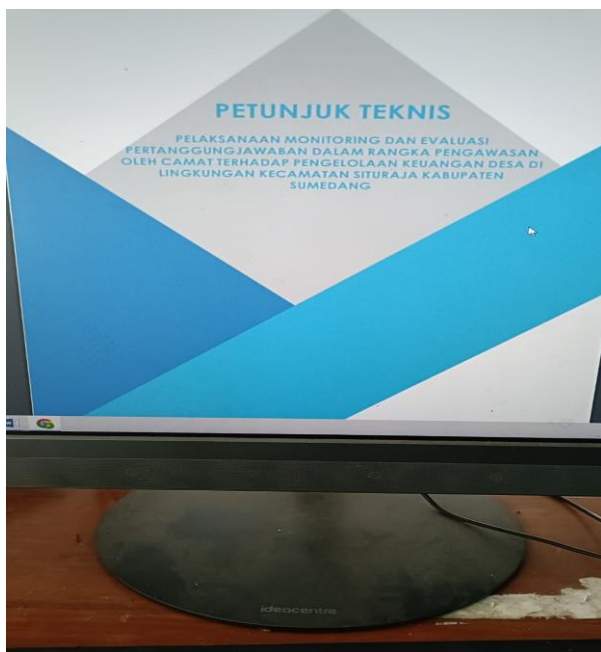 PETUNJUK TEKNIS
PELAKSANAAN MONITORING DAN EVALUASI
PERTANGGUNGJAWABAN DALAM RANGKA PENGAWASAN
OLEH CAMAT TERHADAP PENGELOLAAN KEUANGAN DESA DI
LINGKUNGAN KECAMATAN SITURAJA KABUPATEN
SUMEDANG
ideacentre